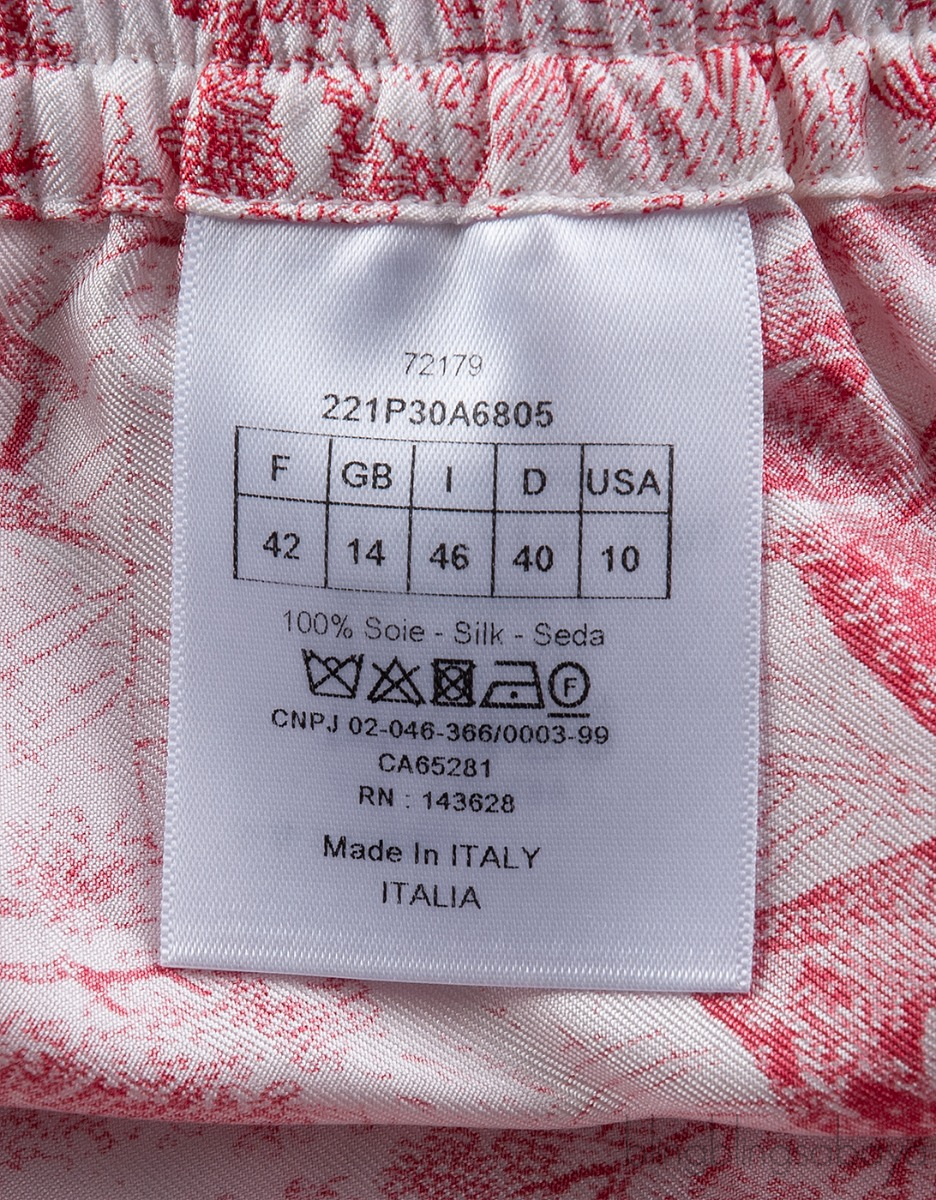 72179
221P30A6805
F GB I D USA
42 14 46 40 10
100% Soie - Silk - Seda
F
CNPJ 02-046-366/0003-99
CA65281
RN : 143628
Made In ITALY
ITALIA